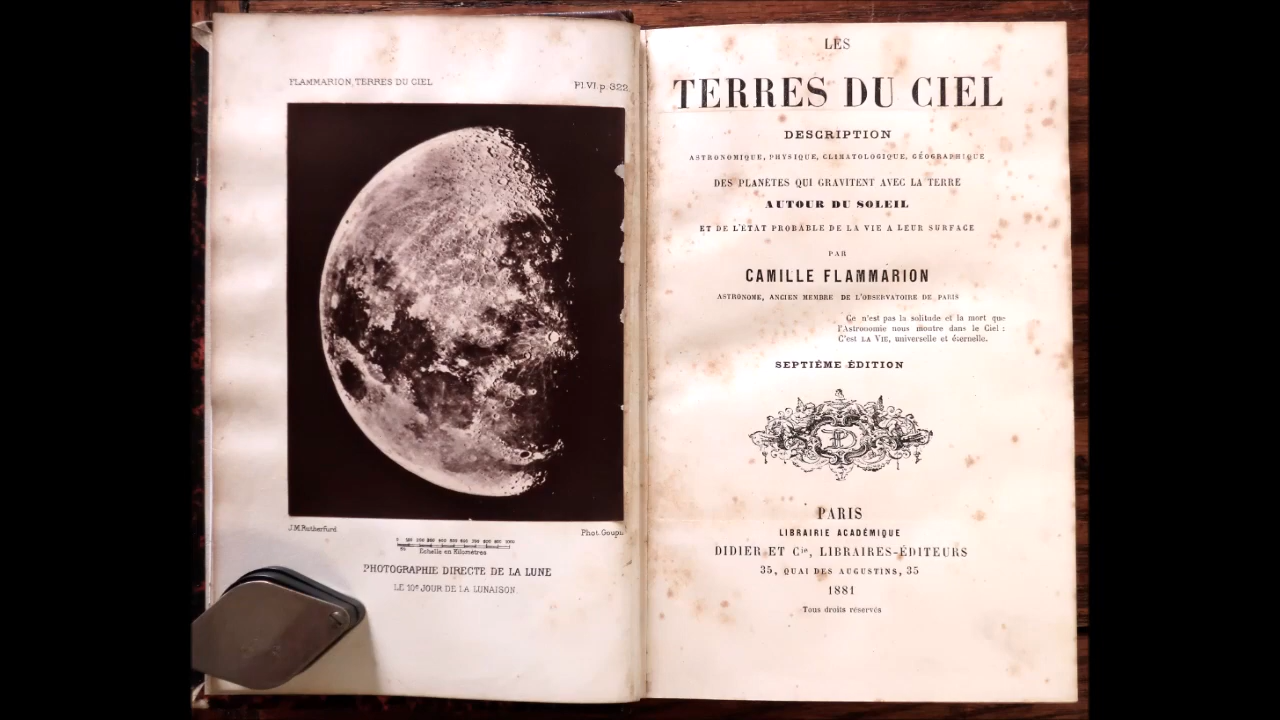 FLAMMARION, TERRES DU CIEL
Pl. VI. p. 322.
J.M. Rutherfurd
Phot. Goupil
Echelle en Kilomètres
PHOTOGRAPHIE DIRECTE DE LA LUNE
LE 10e JOUR DE LA LUNAISON
LES
TERRES DU CIEL
DESCRIPTION
ASTRONOMIQUE, PHYSIQUE, CLIMATOLOGIQUE, GÉOGRAPHIQUE
DES PLANÈTES QUI GRAVITENT AVEC LA TERRE
AUTOUR DU SOLEIL
ET DE L'ÉTAT PROBABLE DE LA VIE A LEUR SURFACE
PAR
CAMILLE FLAMMARION
ASTRONOME, ANCIEN MEMBRE DE L'OBSERVATOIRE DE PARIS
Ce n'est pas la solitude et la mort que
l'Astronomie nous montre dans le Ciel :
C'est LA VIE, universelle et éternelle.
SEPTIÈME ÉDITION
PARIS
LIBRAIRIE ACADÉMIQUE
DIDIER ET Cie, LIBRAIRES-ÉDITEURS
35, QUAI DES AUGUSTINS, 35
1881
Tous droits réservés